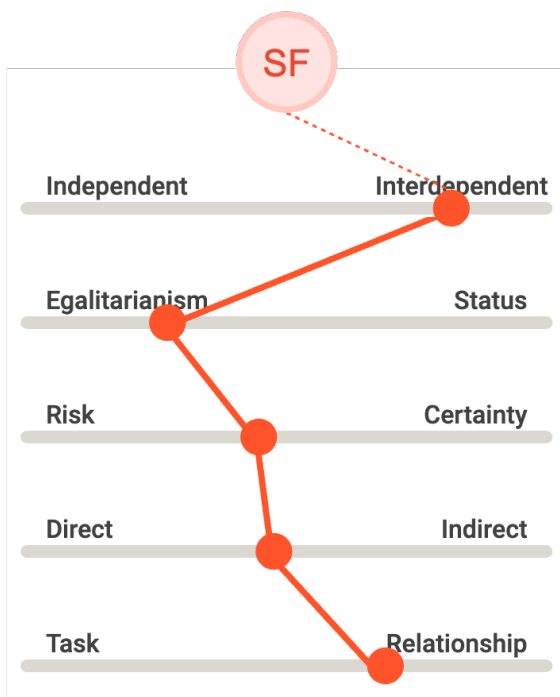 SF
Independent Interdependent
Egalitarianism Status
Risk Certainty
Direct Indirect
Task Relationship